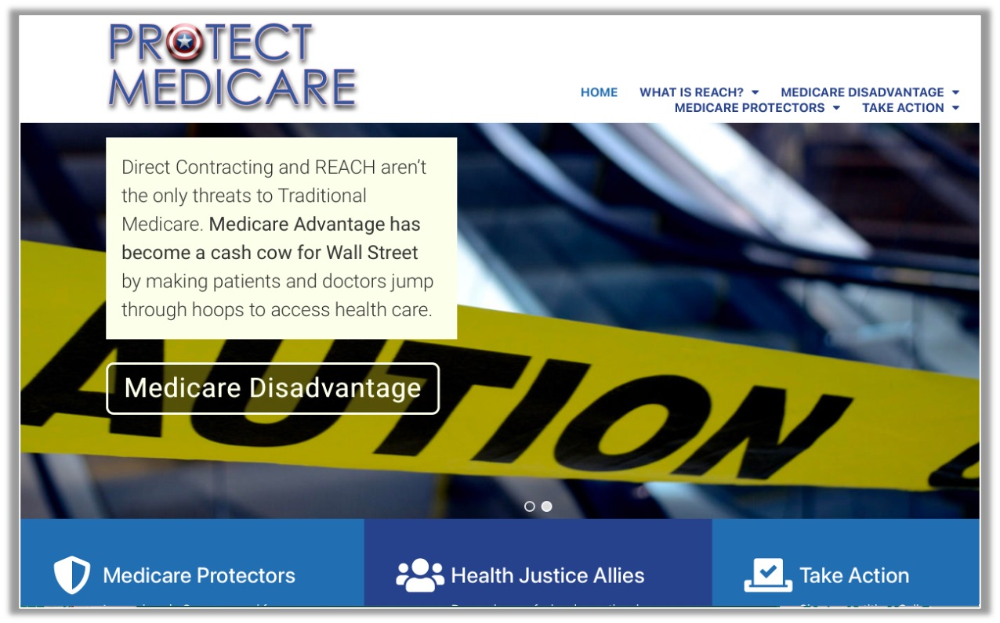 PROTECT
MEDICARE
HOME WHAT IS REACH? MEDICARE DISADVANTAGE
MEDICARE PROTECTORS TAKE ACTION
Direct Contracting and REACH aren’t
the only threats to Traditional
Medicare. Medicare Advantage has
become a cash cow for Wall Street
by making patients and doctors jump
through hoops to access health care.
Medicare Disadvantage
AUTION
Medicare Protectors
Health Justice Allies
Take Action